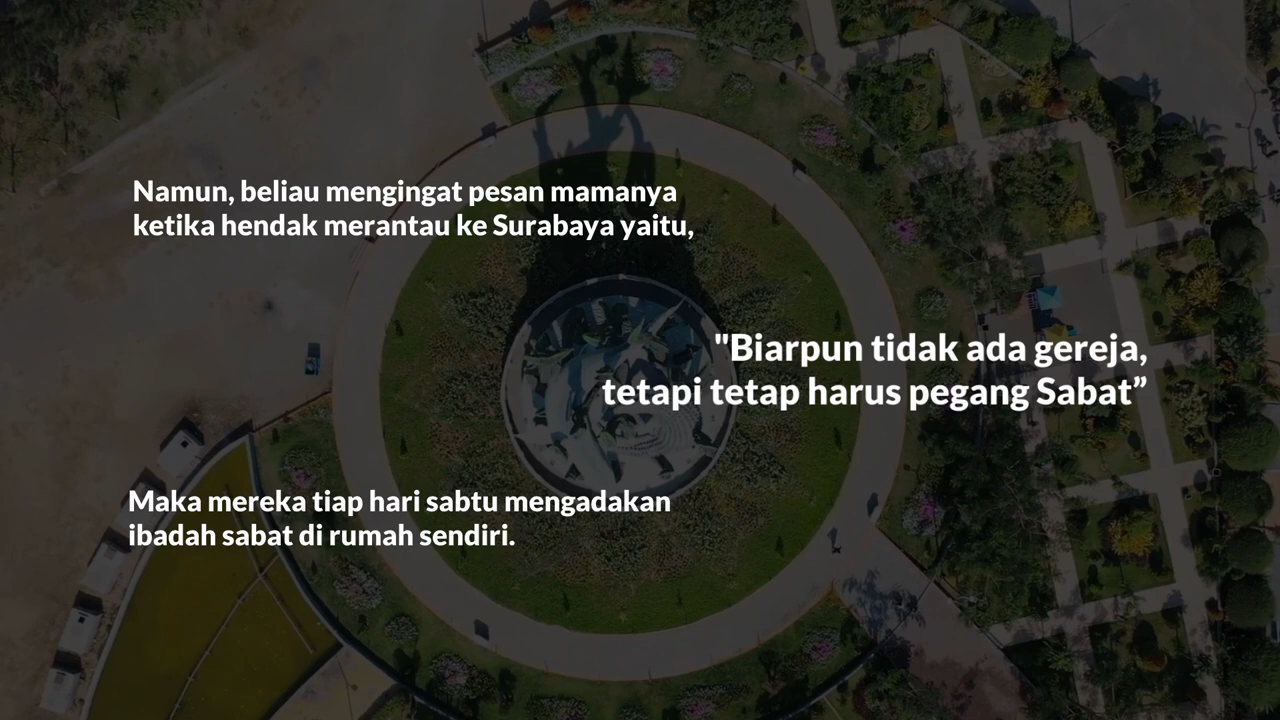 Namun, beliau mengingat pesan mamanya
ketika hendak merantau ke Surabaya yaitu,
"Biarpun tidak ada gereja,
tetapi tetap harus pegang Sabat”
Maka mereka tiap hari sabtu mengadakan
ibadah sabat di rumah sendiri.